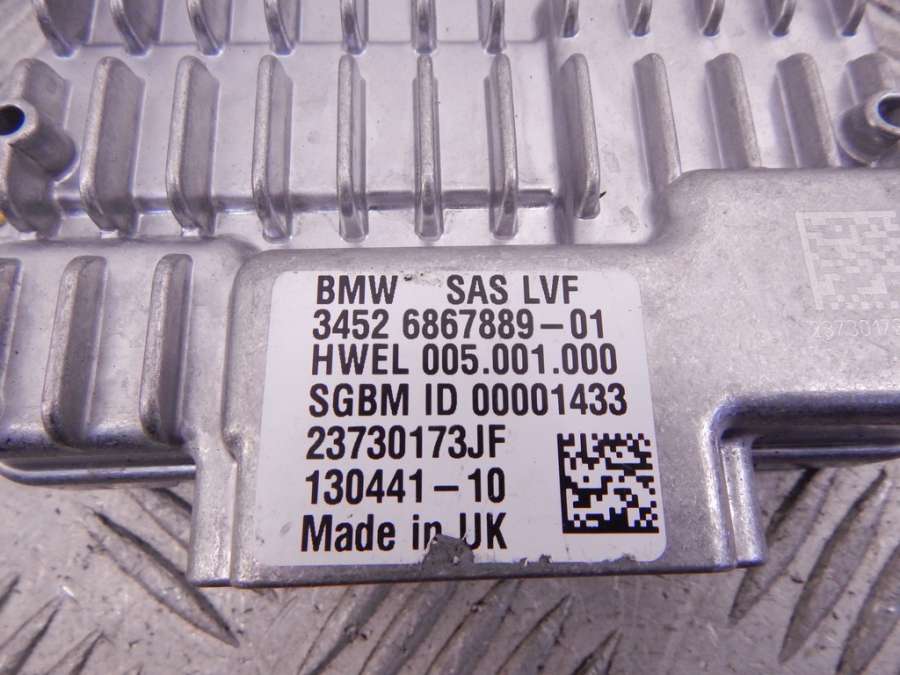 BMW SAS LVF
3452 6867889-01
HWEL 005.001.000
SGBM ID 00001433
23730173JF
130441-10
Made in UK
2373017